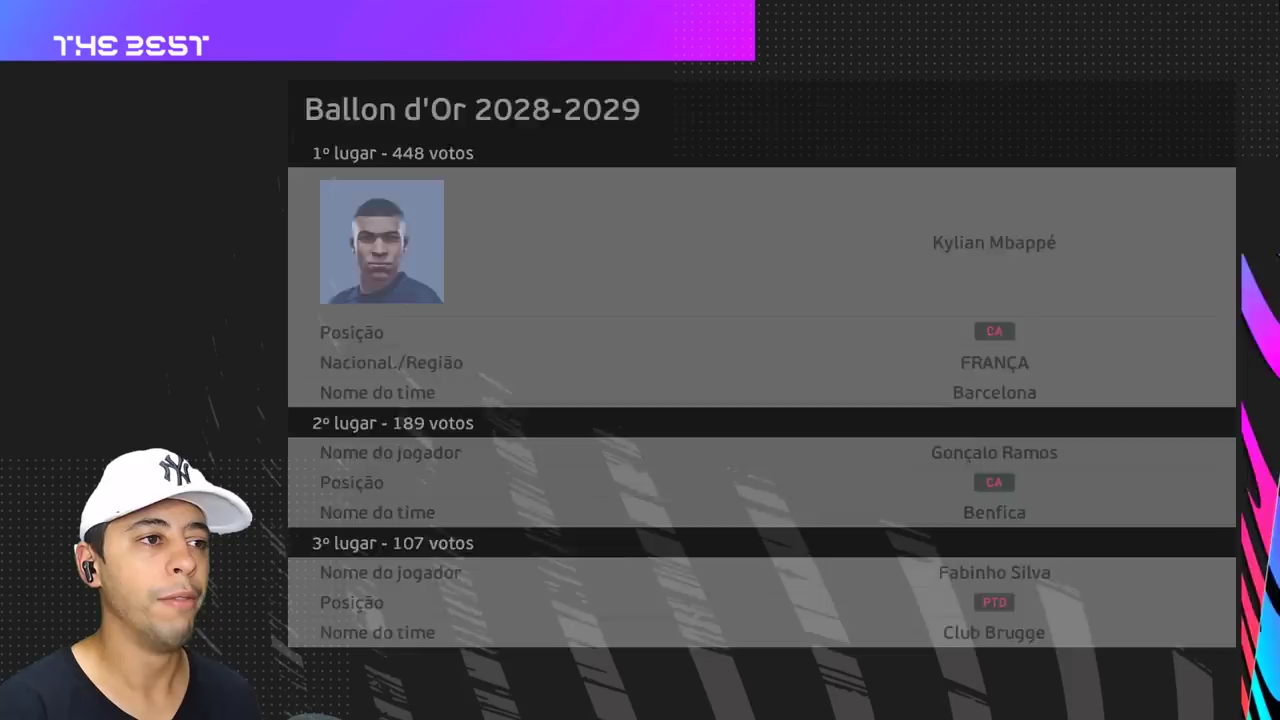 THE BEST
Ballon d'Or 2028-2029
1º lugar - 448 votos
Kylian Mbappé
Posição CA
Nacional./Região FRANÇA
Nome do time Barcelona
2º lugar - 189 votos
Nome do jogador Gonçalo Ramos
Posição CA
Nome do time Benfica
3º lugar - 107 votos
Nome do jogador Fabinho Silva
Posição PTD
Nome do time Club Brugge
NY